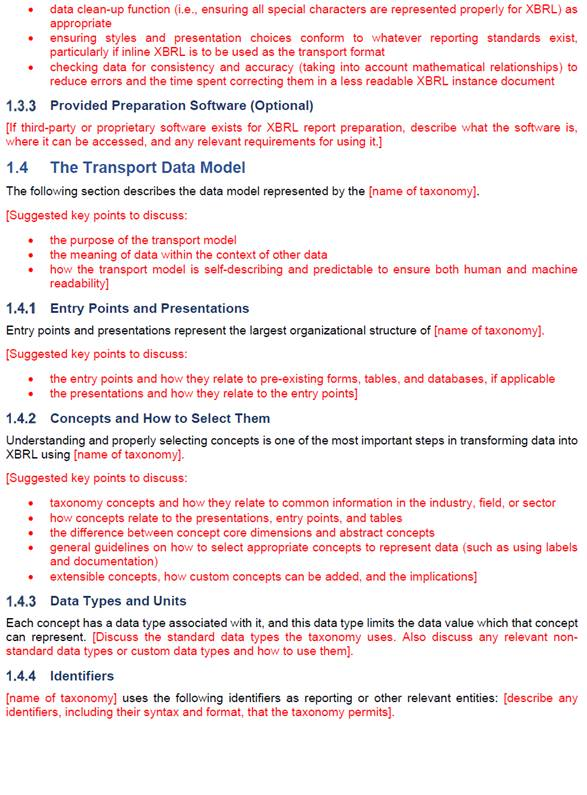 • data clean-up function (i.e., ensuring all special characters are represented properly for XBRL) as
appropriate
• ensuring styles and presentation choices conform to whatever reporting standards exist,
particularly if inline XBRL is to be used as the transport format
• checking data for consistency and accuracy (taking into account mathematical relationships) to
reduce errors and the time spent correcting them in a less readable XBRL instance document
1.3.3 Provided Preparation Software (Optional)
[If third-party or proprietary software exists for XBRL report preparation, describe what the software is,
where it can be accessed, and any relevant requirements for using it.]
1.4 The Transport Data Model
The following section describes the data model represented by the [name of taxonomy].
[Suggested key points to discuss:
• the purpose of the transport model
• the meaning of data within the context of other data
• how the transport model is self-describing and predictable to ensure both human and machine
readability]
1.4.1 Entry Points and Presentations
Entry points and presentations represent the largest organizational structure of [name of taxonomy].
[Suggested key points to discuss:
• the entry points and how they relate to pre-existing forms, tables, and databases, if applicable
• the presentations and how they relate to the entry points]
1.4.2 Concepts and How to Select Them
Understanding and properly selecting concepts is one of the most important steps in transforming data into
XBRL using [name of taxonomy].
[Suggested key points to discuss:
• taxonomy concepts and how they relate to common information in the industry, field, or sector
• how concepts relate to the presentations, entry points, and tables
• the difference between concept core dimensions and abstract concepts
• general guidelines on how to select appropriate concepts to represent data (such as using labels
and documentation)
• extensible concepts, how custom concepts can be added, and the implications]
1.4.3 Data Types and Units
Each concept has a data type associated with it, and this data type limits the data value which that concept
can represent. [Discuss the standard data types the taxonomy uses. Also discuss any relevant non-
standard data types or custom data types and how to use them].
1.4.4 Identifiers
[name of taxonomy] uses the following identifiers as reporting or other relevant entities: [describe any
identifiers, including their syntax and format, that the taxonomy permits].